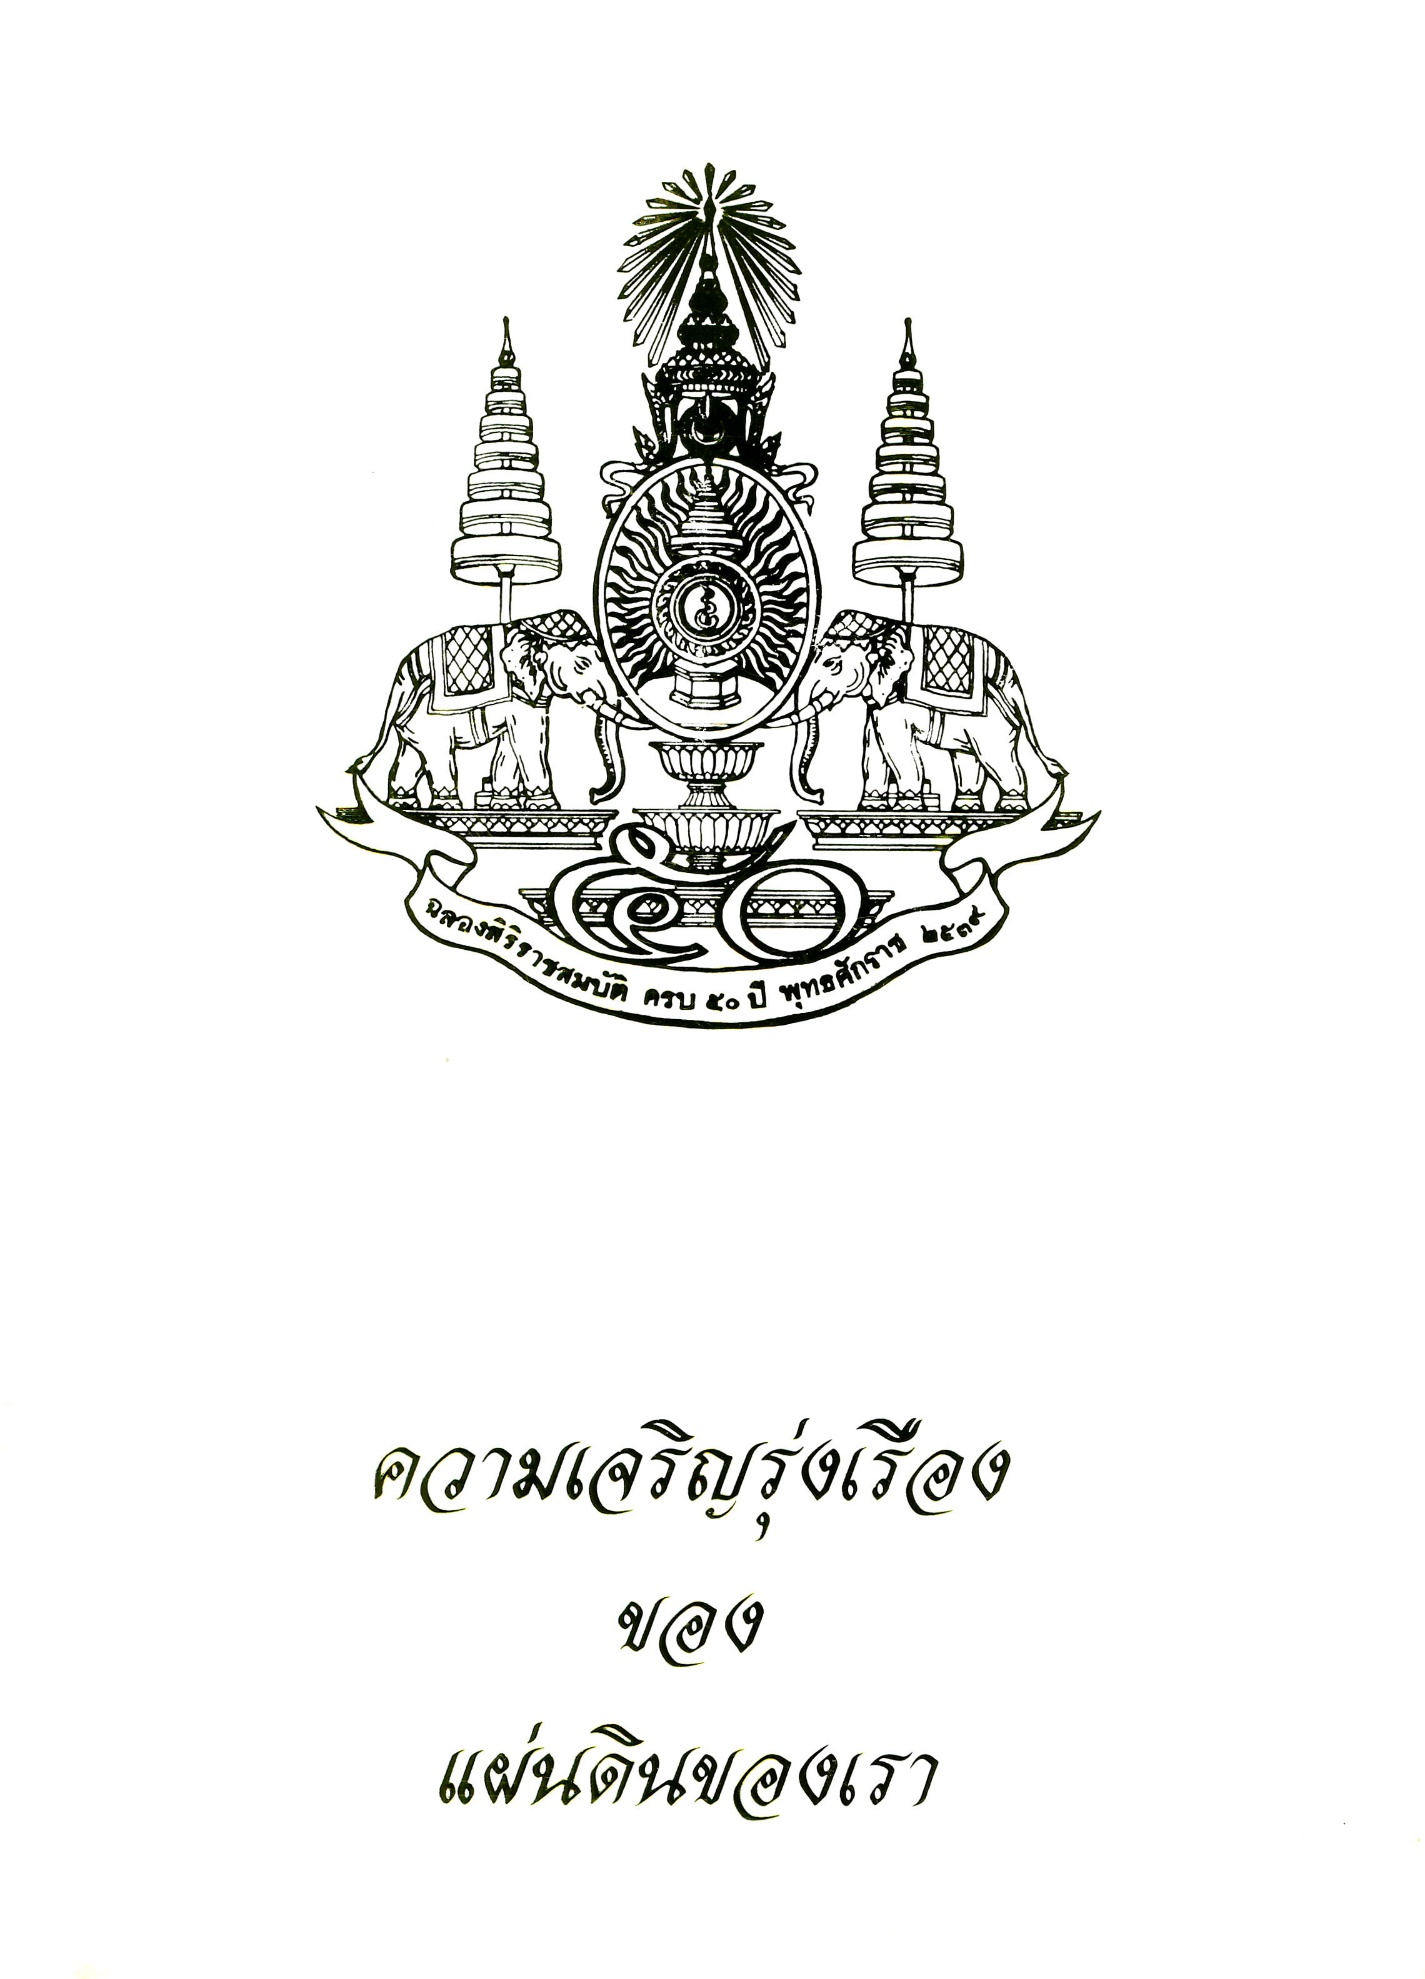 ๕๐
ฉลองสิริราชสมบัติ ครบ ๕๐ ปี พุทธศักราช ๒๕๓๙
ความเจริญรุ่งเรือง
ของ
แผ่นดินของเรา